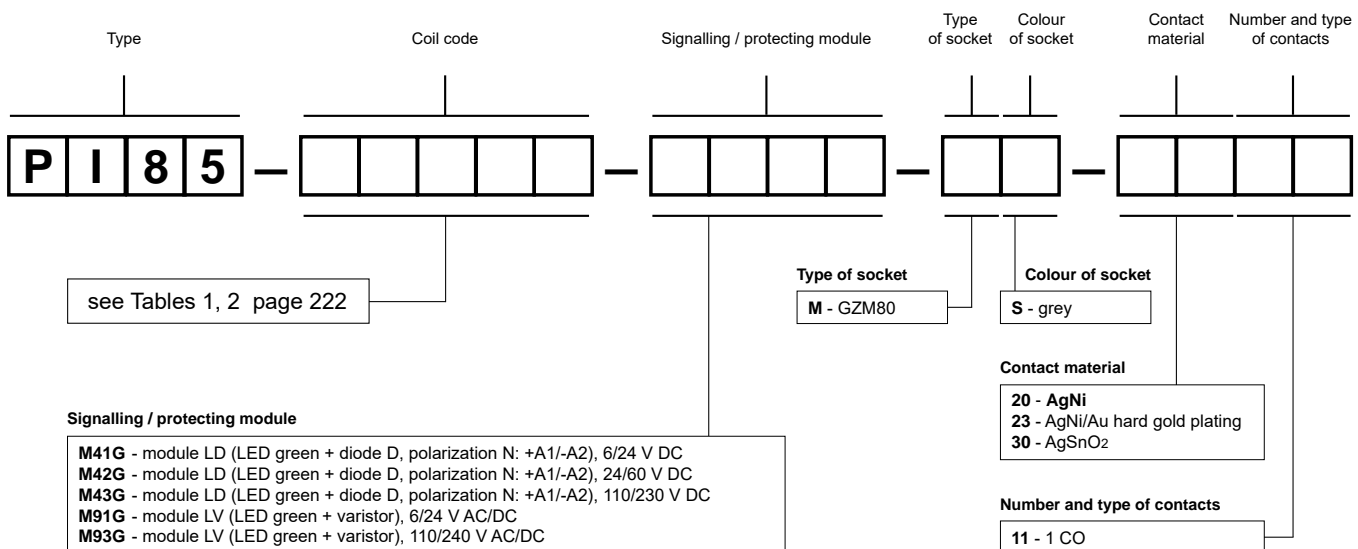 Type
Coil code
Signalling / protecting module
Type
of socket
Colour
of socket
Contact
material
Number and type
of contacts
P I 8 5 – – – –
see Tables 1, 2 page 222
Type of socket
M - GZM80
Colour of socket
S - grey
Contact material
20 - AgNi
23 - AgNi/Au hard gold plating
30 - AgSnO2
Signalling / protecting module
M41G - module LD (LED green + diode D, polarization N: +A1/-A2), 6/24 V DC
M42G - module LD (LED green + diode D, polarization N: +A1/-A2), 24/60 V DC
M43G - module LD (LED green + diode D, polarization N: +A1/-A2), 110/230 V DC
M91G - module LV (LED green + varistor), 6/24 V AC/DC
M93G - module LV (LED green + varistor), 110/240 V AC/DC
Number and type of contacts
11 - 1 CO